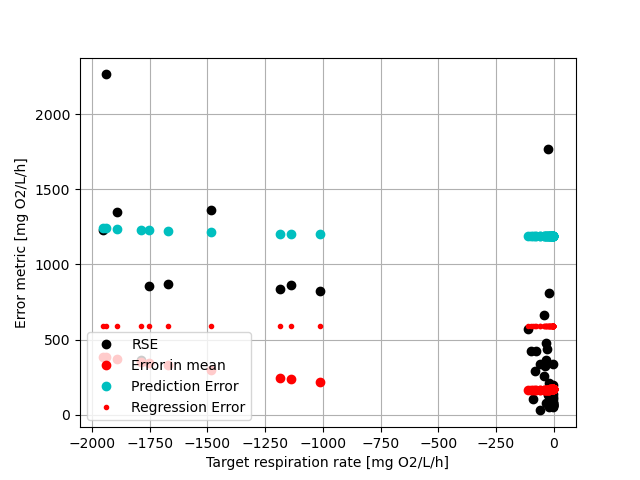 2000
1500
1000
500
0
Error metric [mg O2/L/h]
RSE
Error in mean
Prediction Error
Regression Error
−2000 −1750 −1500 −1250 −1000 −750 −500 −250 0
Target respiration rate [mg O2/L/h]